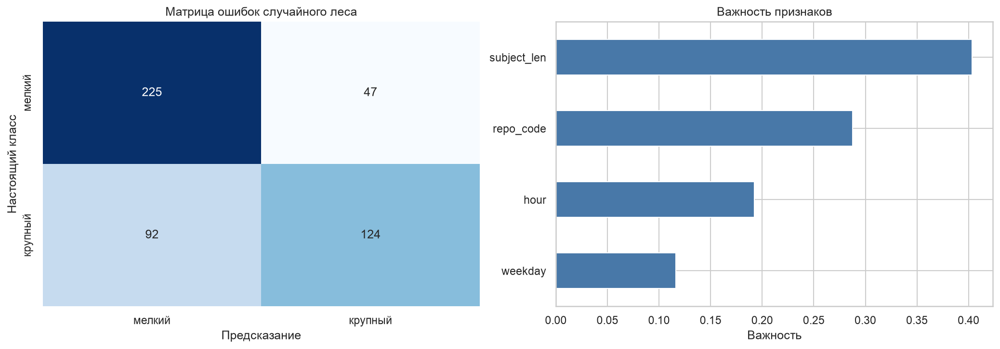 Матрица ошибок случайного леса
Настоящий класс
мелкий
крупный
225
47
92
124
мелкий
крупный
Предсказание
Важность признаков
subject_len
repo_code
hour
weekday
0.00 0.05 0.10 0.15 0.20 0.25 0.30 0.35 0.40
Важность